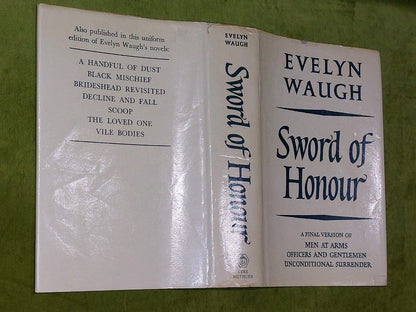 Also published in this uniform
edition of Evelyn Waugh's novels:
A HANDFUL OF DUST
BLACK MISCHIEF
BRIDESHEAD REVISITED
DECLINE AND FALL
SCOOP
THE LOVED ONE
VILE BODIES
EVELYN
WAUGH
Sword of Honour
EVELYN
WAUGH
Sword of
Honour
A FINAL VERSION OF
MEN AT ARMS
OFFICERS AND GENTLEMEN
UNCONDITIONAL SURRENDER